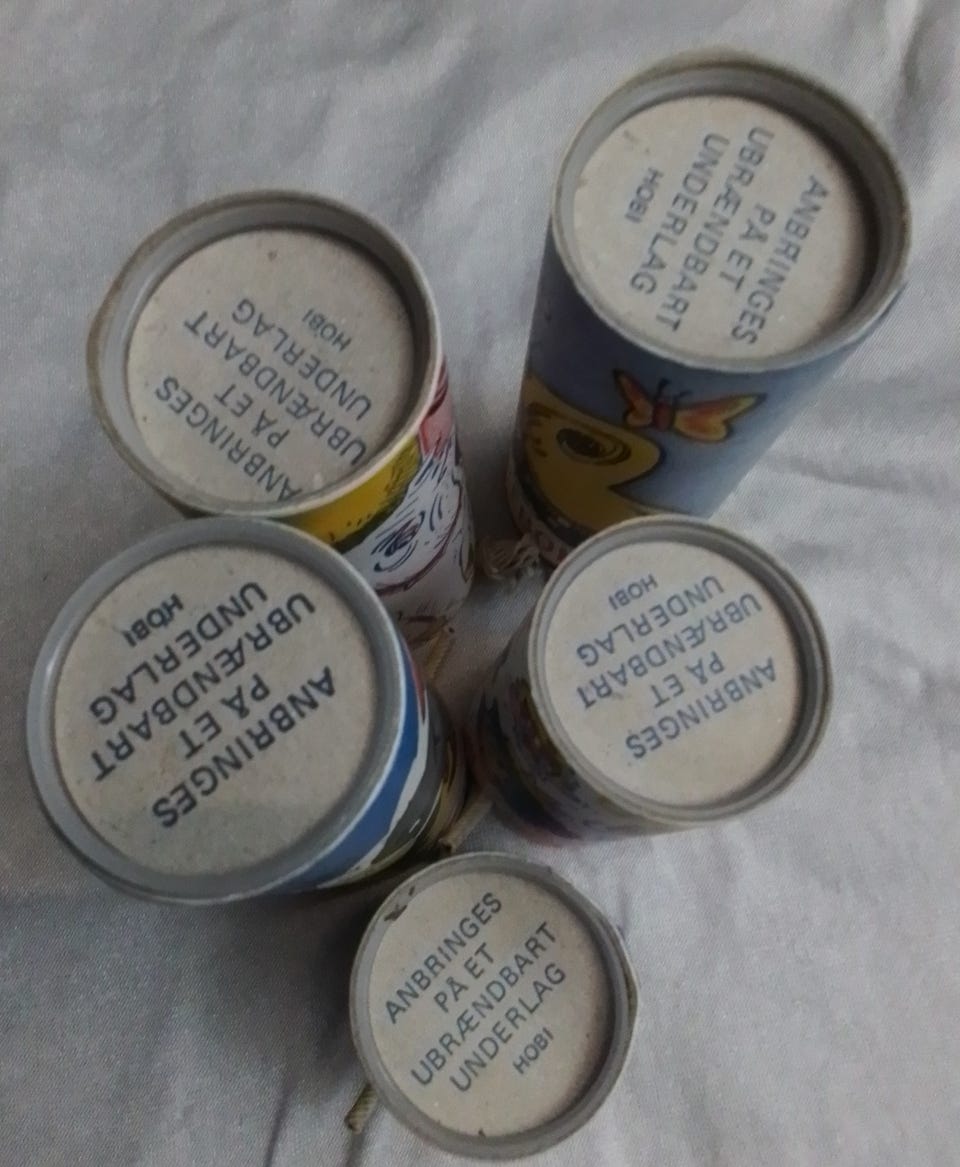 ANBRINGES
PÅ ET
UBRÆNDBART
UNDERLAG
HOBI
ANBRINGES
PÅ ET
UBRÆNDBART
UNDERLAG
HOBI
ANBRINGES
PÅ ET
UBRÆNDBART
UNDERLAG
HOBI
ANBRINGES
PÅ ET
UBRÆNDBART
UNDERLAG
HOBI
ANBRINGES
PÅ ET
UBRÆNDBART
UNDERLAG
HOBI